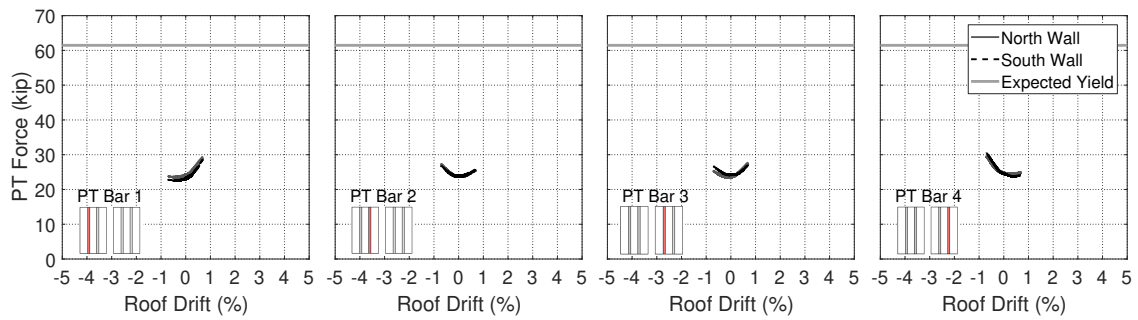 PT Force (kip)
70
60
50
40
30
20
10
0
North Wall
South Wall
Expected Yield
PT Bar 1
PT Bar 2
PT Bar 3
PT Bar 4
-5 -4 -3 -2 -1 0 1 2 3 4 5
-5 -4 -3 -2 -1 0 1 2 3 4 5
-5 -4 -3 -2 -1 0 1 2 3 4 5
-5 -4 -3 -2 -1 0 1 2 3 4 5
Roof Drift (%)
Roof Drift (%)
Roof Drift (%)
Roof Drift (%)